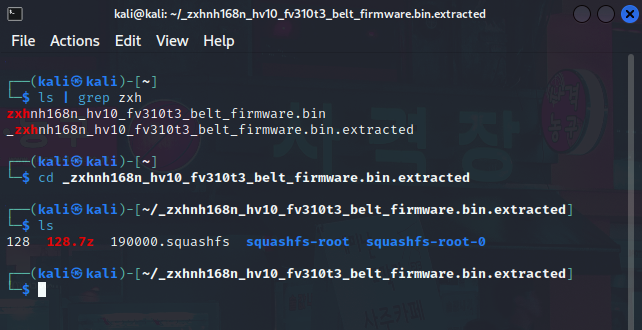 kali@kali: ~/_zxhnh168n_hv10_fv310t3_belt_firmware.bin.extracted
File Actions Edit View Help
┌──(kali㉿kali)-[~]
└─$ ls | grep zxh
zxhnh168n_hv10_fv310t3_belt_firmware.bin
_zxhnh168n_hv10_fv310t3_belt_firmware.bin.extracted
┌──(kali㉿kali)-[~]
└─$ cd _zxhnh168n_hv10_fv310t3_belt_firmware.bin.extracted
┌──(kali㉿kali)-[~/_zxhnh168n_hv10_fv310t3_belt_firmware.bin.extracted]
└─$ ls
128 128.7z 190000.squashfs squashfs-root squashfs-root-0
┌──(kali㉿kali)-[~/_zxhnh168n_hv10_fv310t3_belt_firmware.bin.extracted]
└─$